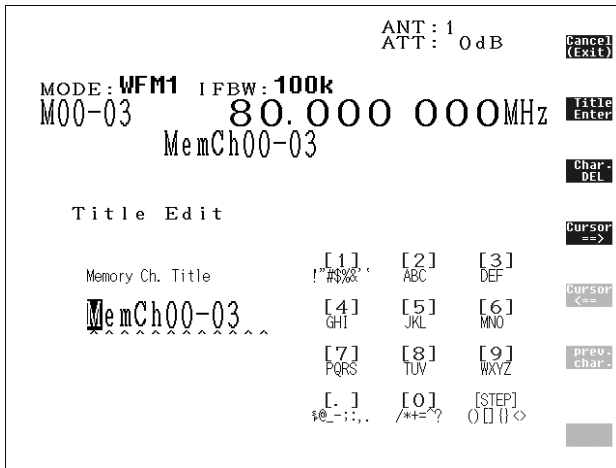 ANT:1
ATT: 0dB
Cancel
(Exit)
MODE:WFM1 IFBW:100k
M00-03 80.000 000MHz
Title
Enter
MemCh00-03
Char.
DEL
Title Edit
Cursor
==>
Memory Ch. Title
[1] [2] [3]
!"#$%&'` ABC DEF
Cursor
<==
MemCh00-03
[4] [5] [6]
GHI JKL MNO
[7] [8] [9]
PQRS TUV WXYZ
prev.
char.
[. ] [0] [STEP]
@_-:;,. /*+=^? ()[]{}<>